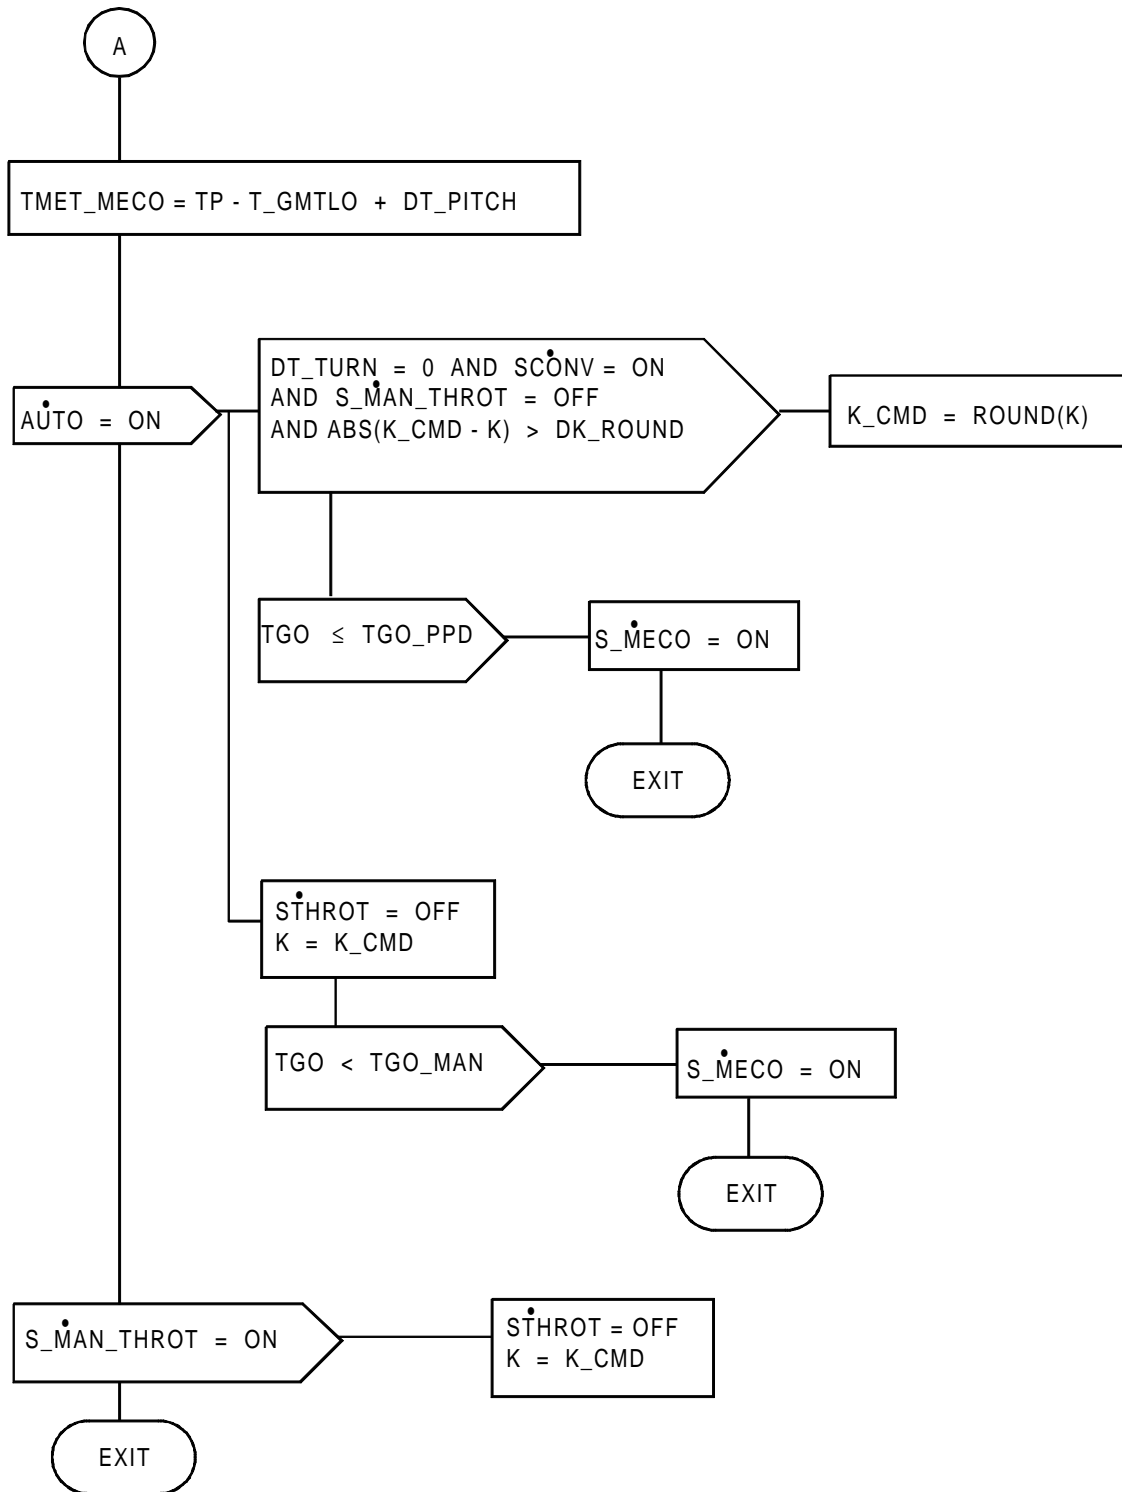 A
TMET_MECO = TP - T_GMTLO + DT_PITCH
DT_TURN = 0 AND SCONV = ON
AND S_MAN_THROT = OFF
AND ABS(K_CMD - K) > DK_ROUND
K_CMD = ROUND(K)
AUTO = ON
TGO ≤ TGO_PPD
S_MECO = ON
EXIT
STHROT = OFF
K = K_CMD
TGO < TGO_MAN
S_MECO = ON
EXIT
S_MAN_THROT = ON
STHROT = OFF
K = K_CMD
EXIT